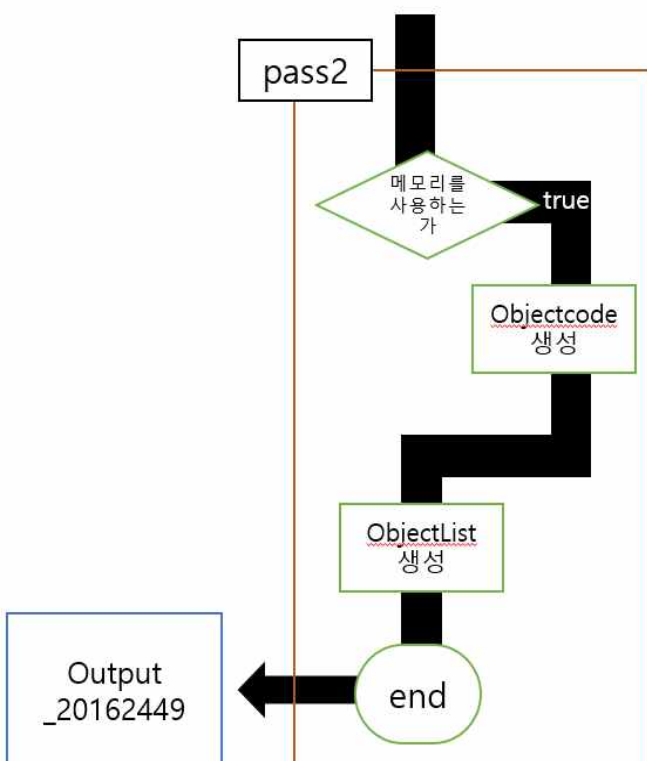 pass2
메모리를
사용하는
가
true
Objectcode
생성
ObjectList
생성
Output
_20162449
end